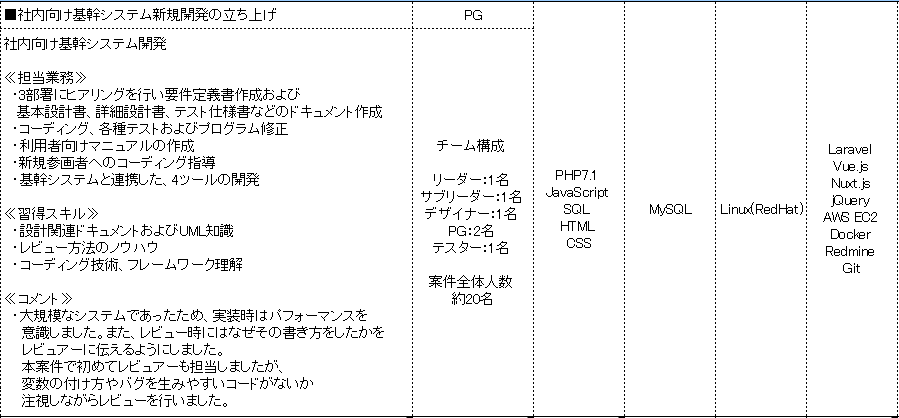 ■社内向け基幹システム新規開発の立ち上げ
PG
社内向け基幹システム開発
≪担当業務≫
・3部署にヒアリングを行い要件定義書作成および
基本設計書、詳細設計書、テスト仕様書などのドキュメント作成
・コーディング、各種テストおよびプログラム修正
・利用者向けマニュアルの作成
・新規参画者へのコーディング指導
・基幹システムと連携した、4ツールの開発
≪習得スキル≫
・設計関連ドキュメントおよびUML知識
・レビュー方法のノウハウ
・コーディング技術、フレームワーク理解
≪コメント≫
・大規模なシステムであったため、実装時はパフォーマンスを
意識しました。また、レビュー時にはなぜその書き方をしたかを
レビュアーに伝えるようにしました。
本案件で初めてレビュアーも担当しましたが、
変数の付け方やバグを生みやすいコードがないか
注視しながらレビューを行いました。
チーム構成
リーダー：1名
サブリーダー：1名
デザイナー：1名
PG：2名
テスター：1名
案件全体人数
約20名
PHP7.1
JavaScript
SQL
HTML
CSS
MySQL
Linux(RedHat)
Laravel
Vue.js
Nuxt.js
jQuery
AWS EC2
Docker
Redmine
Git